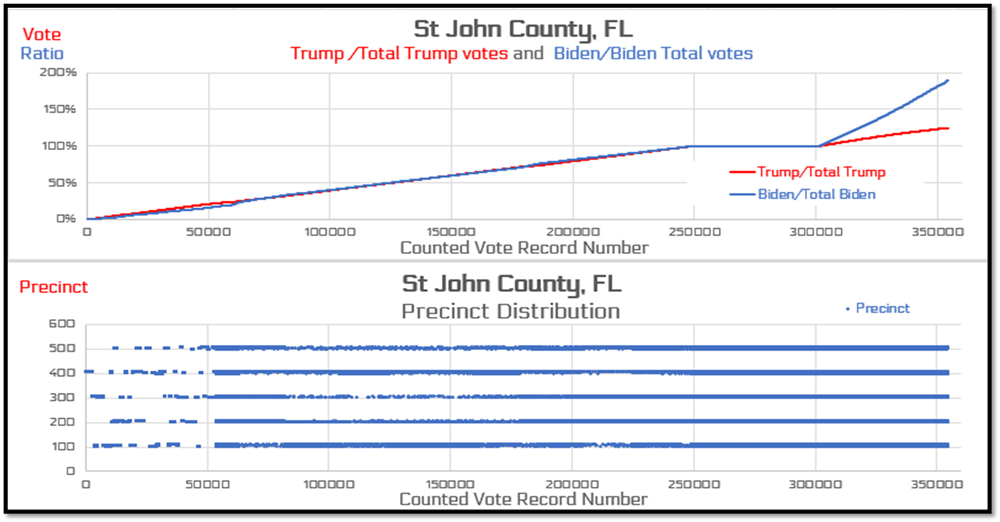 St John County, FL
Vote
Ratio
Trump /Total Trump votes and Biden/Biden Total votes
200%
150%
100%
50%
0%
Trump/Total Trump
Biden/Total Biden
0 50000 100000 150000 200000 250000 300000 350000
Counted Vote Record Number
St John County, FL
Precinct
Precinct Distribution
Precinct
600
500
400
300
200
100
0
0 50000 100000 150000 200000 250000 300000 350000
Counted Vote Record Number